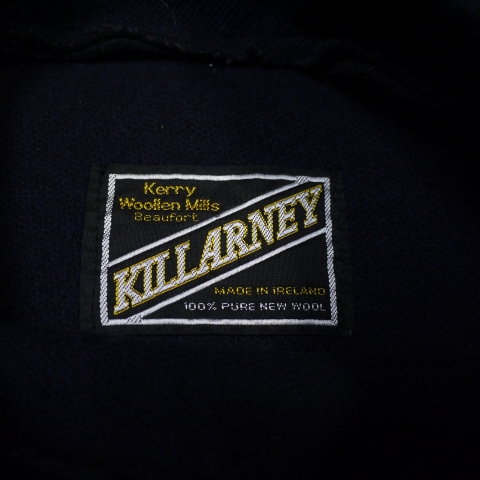 Kerry
Woollen Mills
Beaufort
KILLARNEY
MADE IN IRELAND
100% PURE NEW WOOL